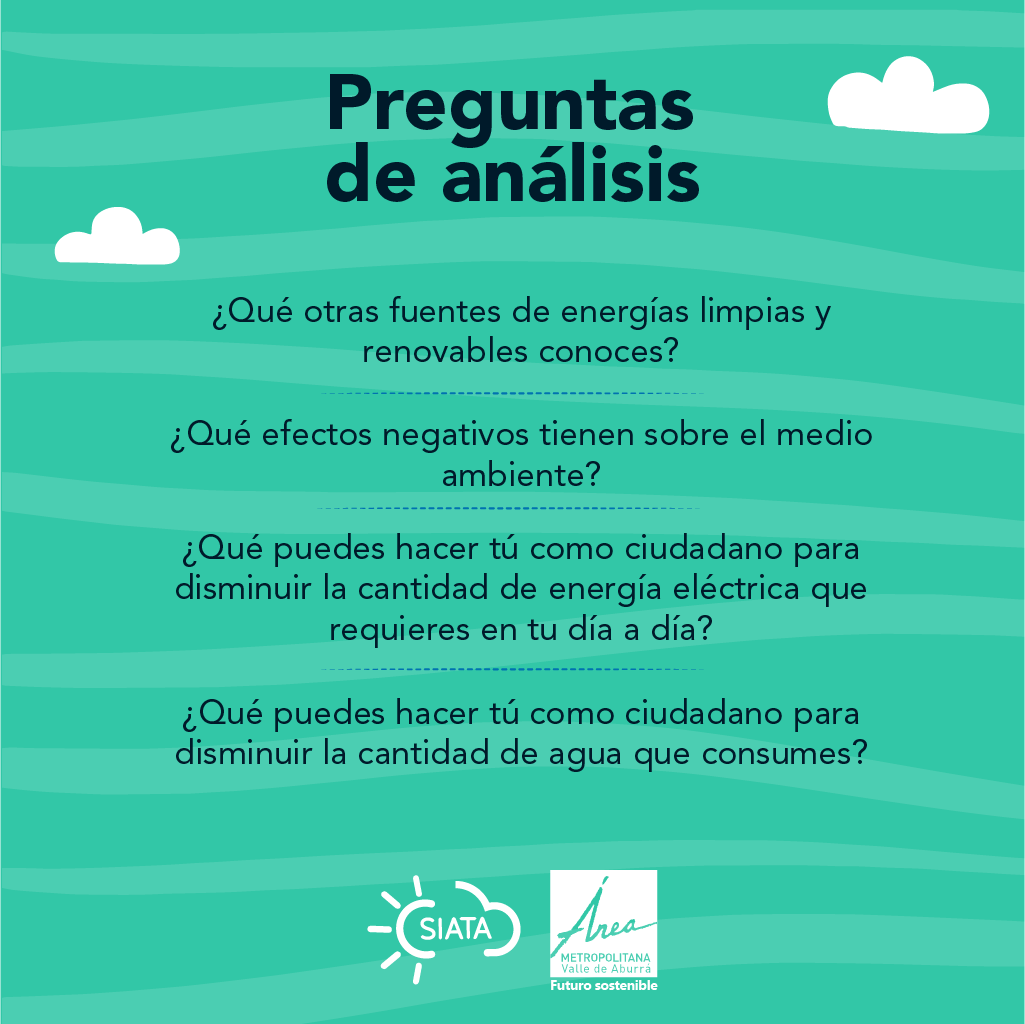 Preguntas
de análisis
¿Qué otras fuentes de energías limpias y
renovables conoces?
¿Qué efectos negativos tienen sobre el medio
ambiente?
¿Qué puedes hacer tú como ciudadano para
disminuir la cantidad de energía eléctrica que
requieres en tu día a día?
¿Qué puedes hacer tú como ciudadano para
disminuir la cantidad de agua que consumes?
SIATA
Área
METROPOLITANA
Valle de Aburrá
Futuro sostenible